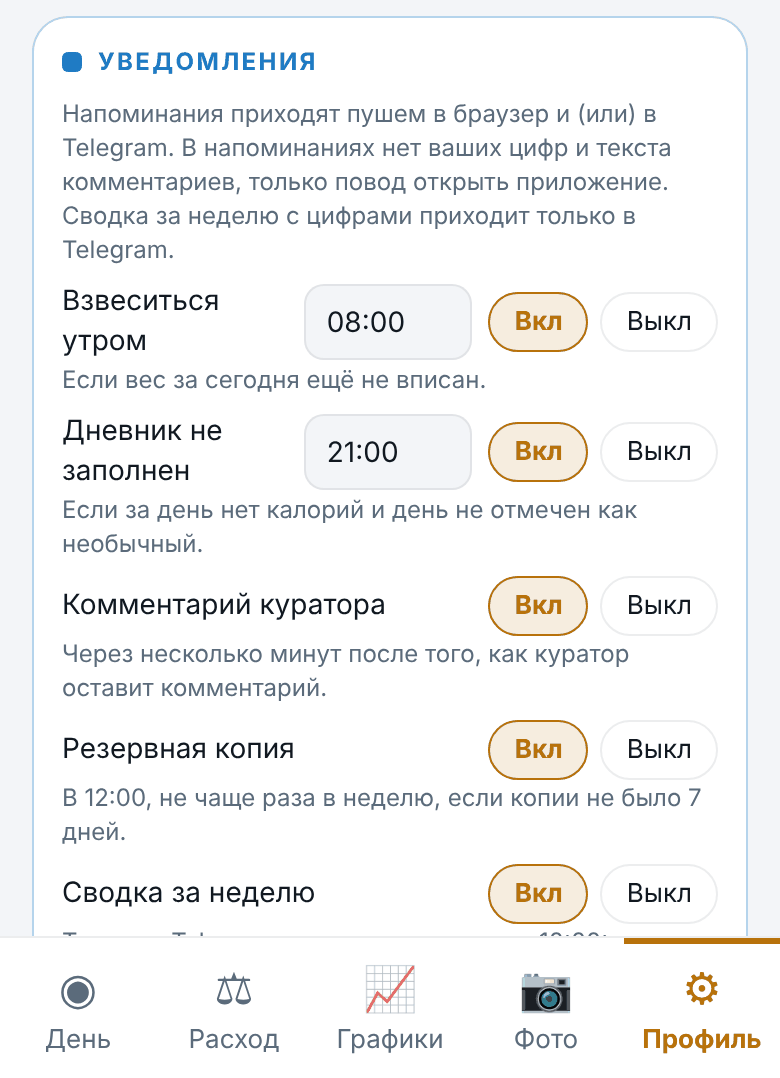 УВЕДОМЛЕНИЯ
Напоминания приходят пушем в браузер и (или) в
Telegram. В напоминаниях нет ваших цифр и текста
комментариев, только повод открыть приложение.
Сводка за неделю с цифрами приходит только в
Telegram.
Взвеситься
утром
08:00
Вкл
Выкл
Если вес за сегодня ещё не вписан.
Дневник не
заполнен
21:00
Вкл
Выкл
Если за день нет калорий и день не отмечен как
необычный.
Комментарий куратора
Вкл
Выкл
Через несколько минут после того, как куратор
оставит комментарий.
Резервная копия
Вкл
Выкл
В 12:00, не чаще раза в неделю, если копии не было 7
дней.
Сводка за неделю
Вкл
Выкл
День
Расход
Графики
Фото
Профиль